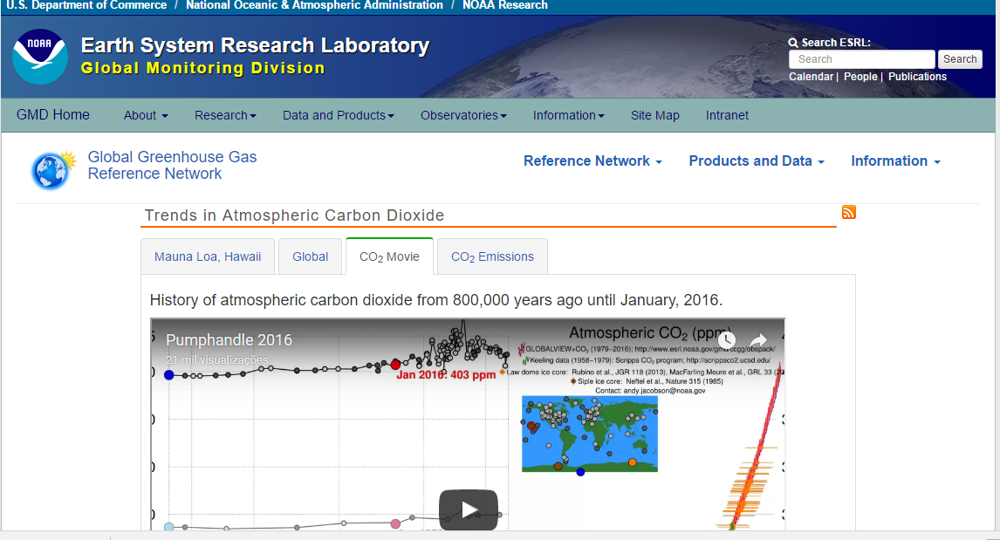 U.S. Department of Commerce / National Oceanic & Atmospheric Administration / NOAA Research
NOAA
Earth System Research Laboratory
Global Monitoring Division
Search ESRL:
Search
Search
Calendar | People | Publications
GMD Home
About
Research
Data and Products
Observatories
Information
Site Map
Intranet
Global Greenhouse Gas
Reference Network
Reference Network
Products and Data
Information
Trends in Atmospheric Carbon Dioxide
Mauna Loa, Hawaii
Global
CO₂ Movie
CO₂ Emissions
History of atmospheric carbon dioxide from 800,000 years ago until January, 2016.
Pumphandle 2016
21 mil visualizações
Jan 2016: 403 ppm
Atmospheric CO₂ (ppm)
GLOBALVIEW+CO₂ (1979–2016); http://www.esrl.noaa.gov/gmd/ccgg/obspack/
Keeling data (1958–1979): Scripps CO₂ program; http://scrippsco2.ucsd.edu/
Law dome ice core: Rubino et al., JGR 118 (2013), MacFarling Meure et al., GRL 33
Siple ice core: Neftel et al., Nature 315 (1985)
Contact: andy.jacobson@noaa.gov